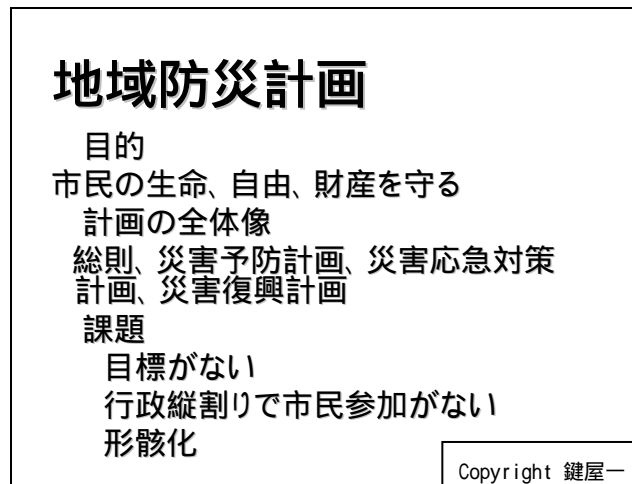 地域防災計画
目的
市民の生命、自由、財産を守る
計画の全体像
総則、災害予防計画、災害応急対策
計画、災害復興計画
課題
目標がない
行政縦割りで市民参加がない
形骸化
Copyright 鍵屋一